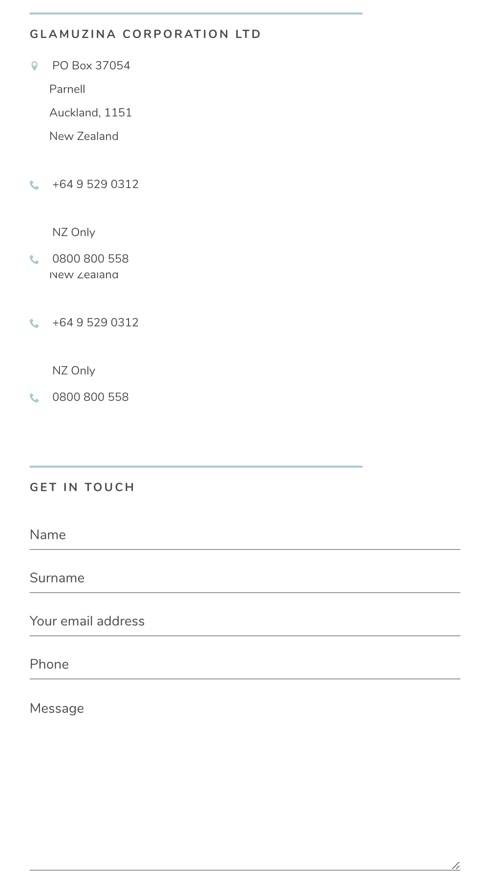 GLAMUZINA CORPORATION LTD
PO Box 37054
Parnell
Auckland, 1151
New Zealand
+64 9 529 0312
NZ Only
0800 800 558
New Zealand
+64 9 529 0312
NZ Only
0800 800 558
GET IN TOUCH
Name
Surname
Your email address
Phone
Message